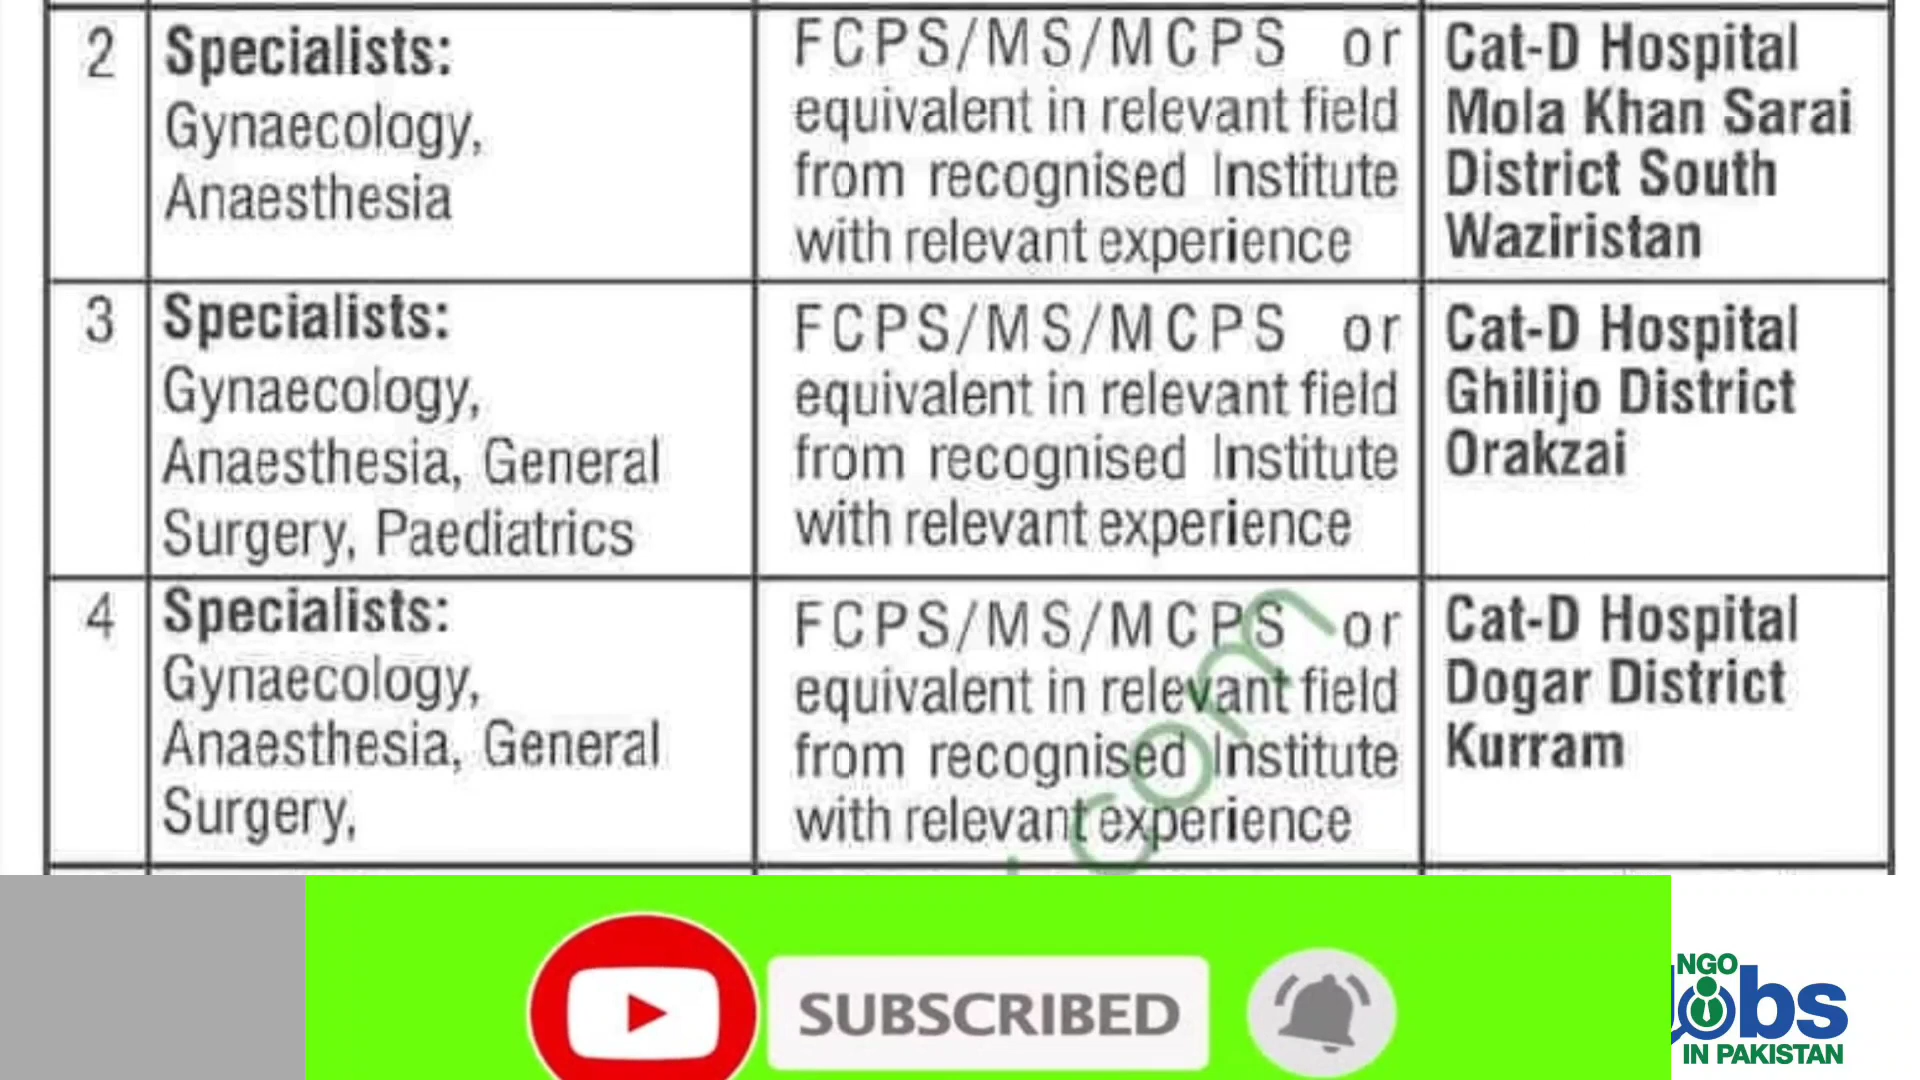 2
Specialists:
Gynaecology,
Anaesthesia
FCPS/MS/MCPS or
equivalent in relevant field
from recognised Institute
with relevant experience
Cat-D Hospital
Mola Khan Sarai
District South
Waziristan
3
Specialists:
Gynaecology,
Anaesthesia, General
Surgery, Paediatrics
FCPS/MS/MCPS or
equivalent in relevant field
from recognised Institute
with relevant experience
Cat-D Hospital
Ghilijo District
Orakzai
4
Specialists:
Gynaecology,
Anaesthesia, General
Surgery,
FCPS/MS/MCPS or
equivalent in relevant field
from recognised Institute
with relevant experience
Cat-D Hospital
Dogar District
Kurram
.com
SUBSCRIBED
NGO
Jobs
IN PAKISTAN